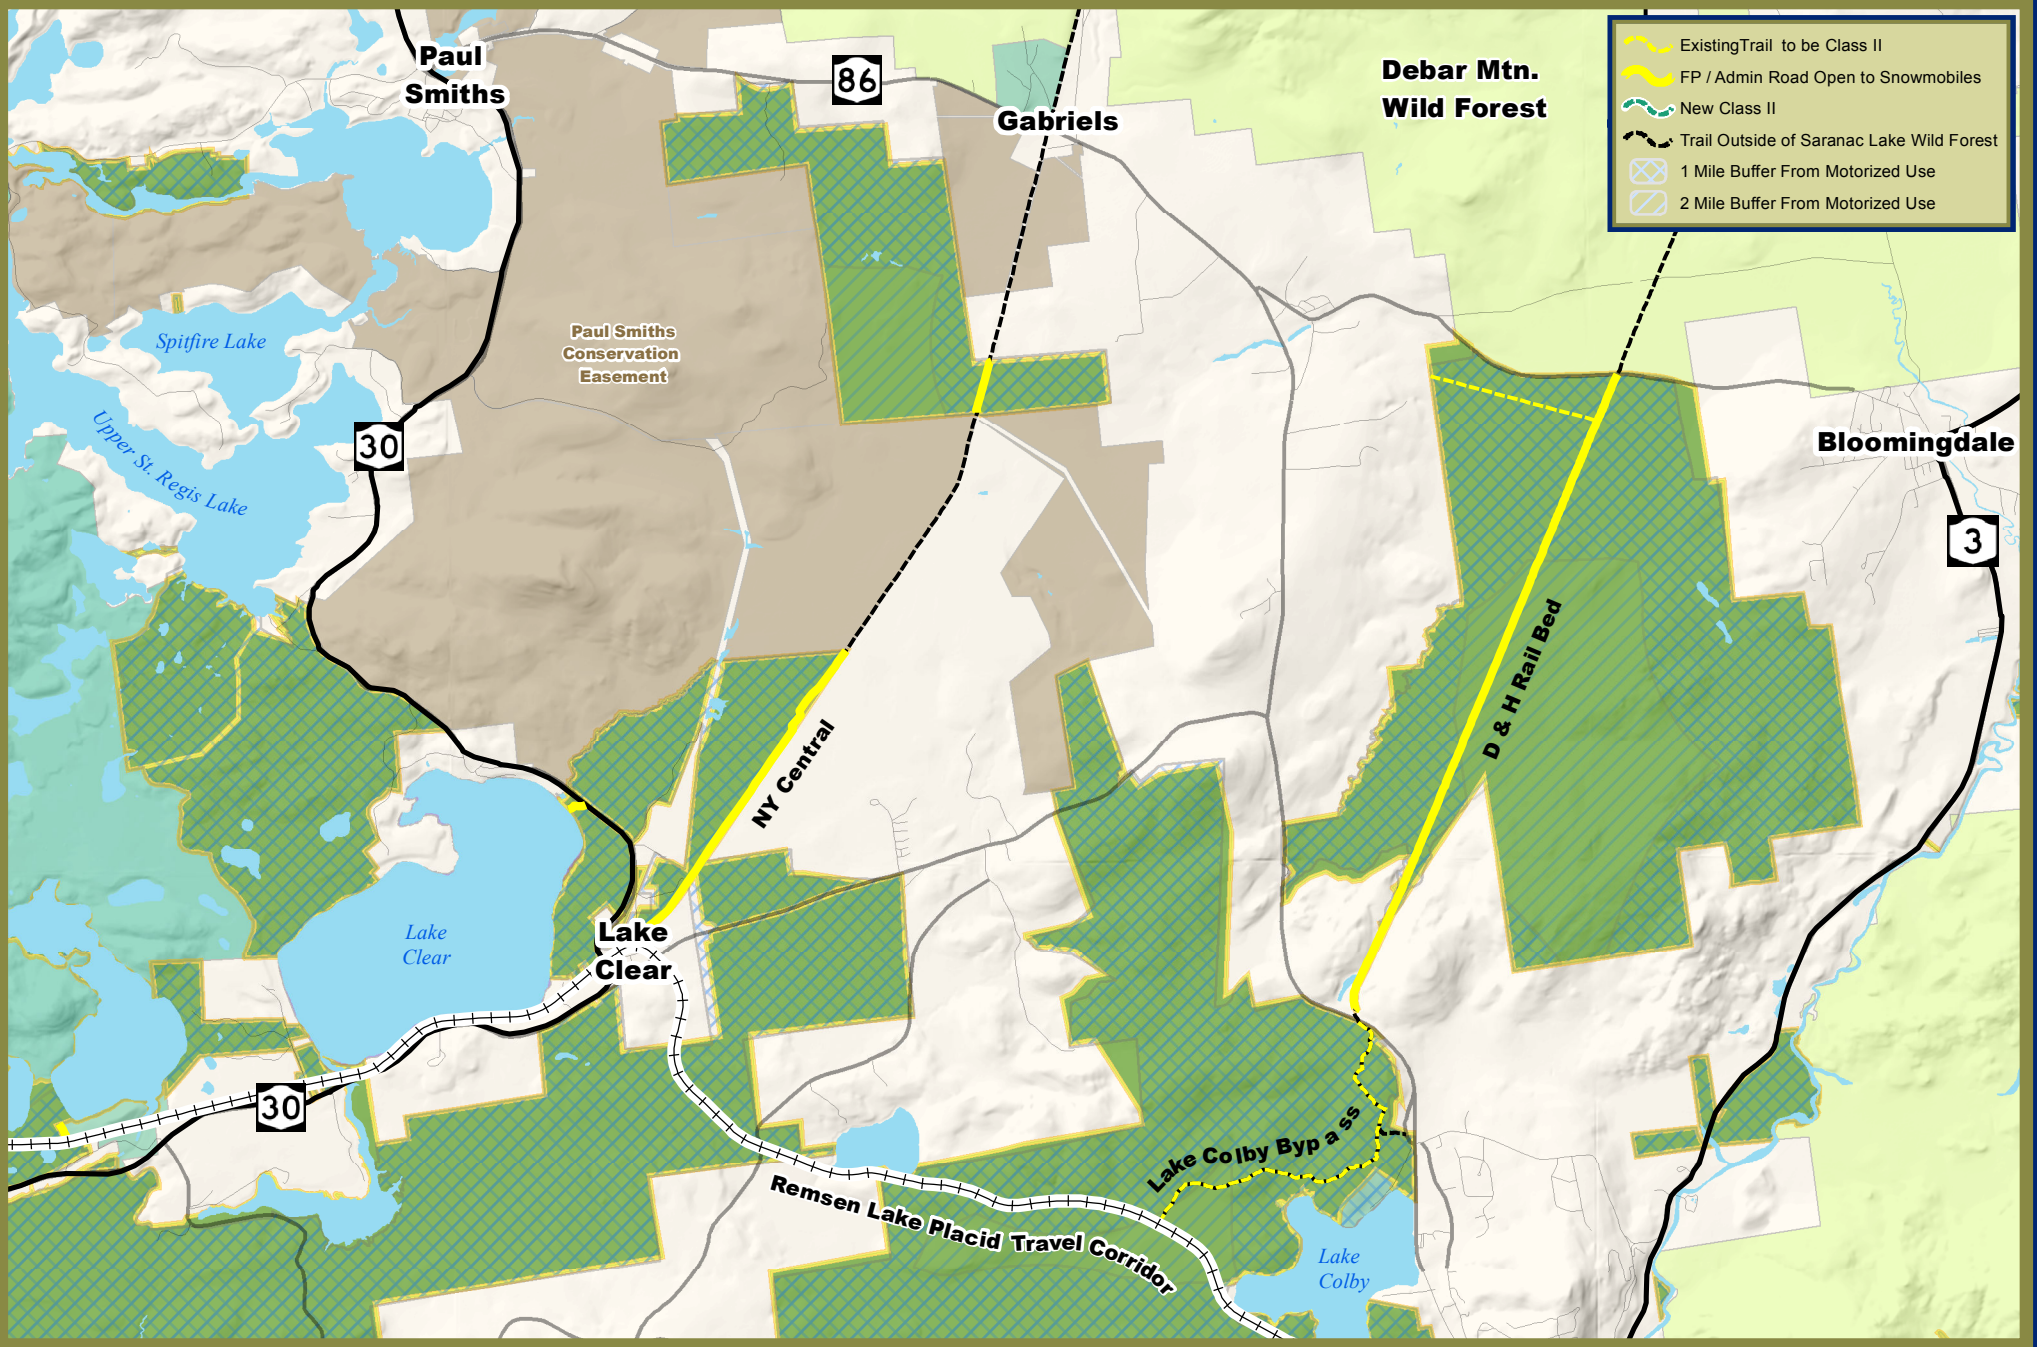 Paul
Smiths
86
Gabriels
Debar Mtn.
Wild Forest
ExistingTrail to be Class II
FP / Admin Road Open to Snowmobiles
New Class II
Trail Outside of Saranac Lake Wild Forest
1 Mile Buffer From Motorized Use
2 Mile Buffer From Motorized Use
Spitfire Lake
Paul Smiths
Conservation
Easement
30
Upper St. Regis Lake
Bloomingdale
3
D & H Rail Bed
NY Central
Lake
Clear
Lake
Clear
30
Lake Colby Byp a ss
Remsen Lake Placid Travel Corridor
Lake
Colby